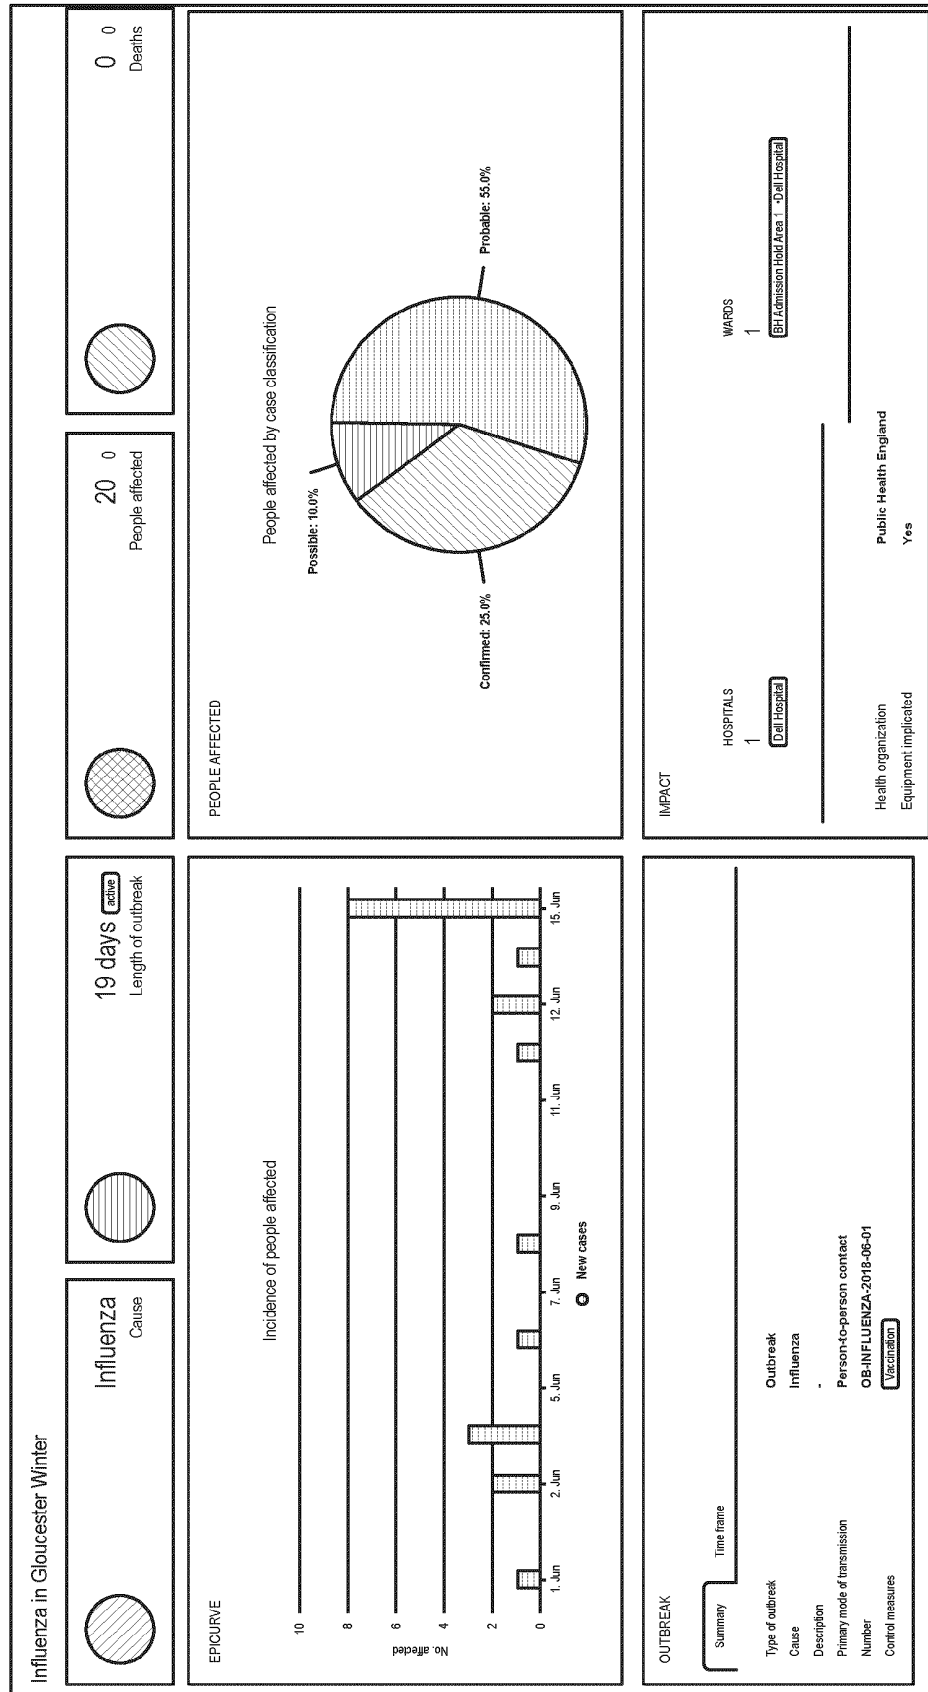 Influenza in Gloucester Winter
Influenza
Cause
19 days active
Length of outbreak
20 0
People affected
0 0
Deaths
EPICURVE
Incidence of people affected
No. affected
10
8
6
4
2
0
1. Jun 2. Jun 5. Jun 7. Jun 9. Jun 11. Jun 12. Jun 15. Jun
New cases
PEOPLE AFFECTED
People affected by case classification
Possible: 10.0%
Confirmed: 25.0%
Probable: 55.0%
OUTBREAK
Summary Time frame
Type of outbreak Outbreak
Cause Influenza
Description -
Primary mode of transmission Person-to-person contact
Number OB-INFLUENZA-2018-06-01
Control measures Vaccination
IMPACT
HOSPITALS
1
Dell Hospital
WARDS
1
BH Admission Hold Area 1 •Dell Hospital
Health organization Public Health England
Equipment implicated Yes